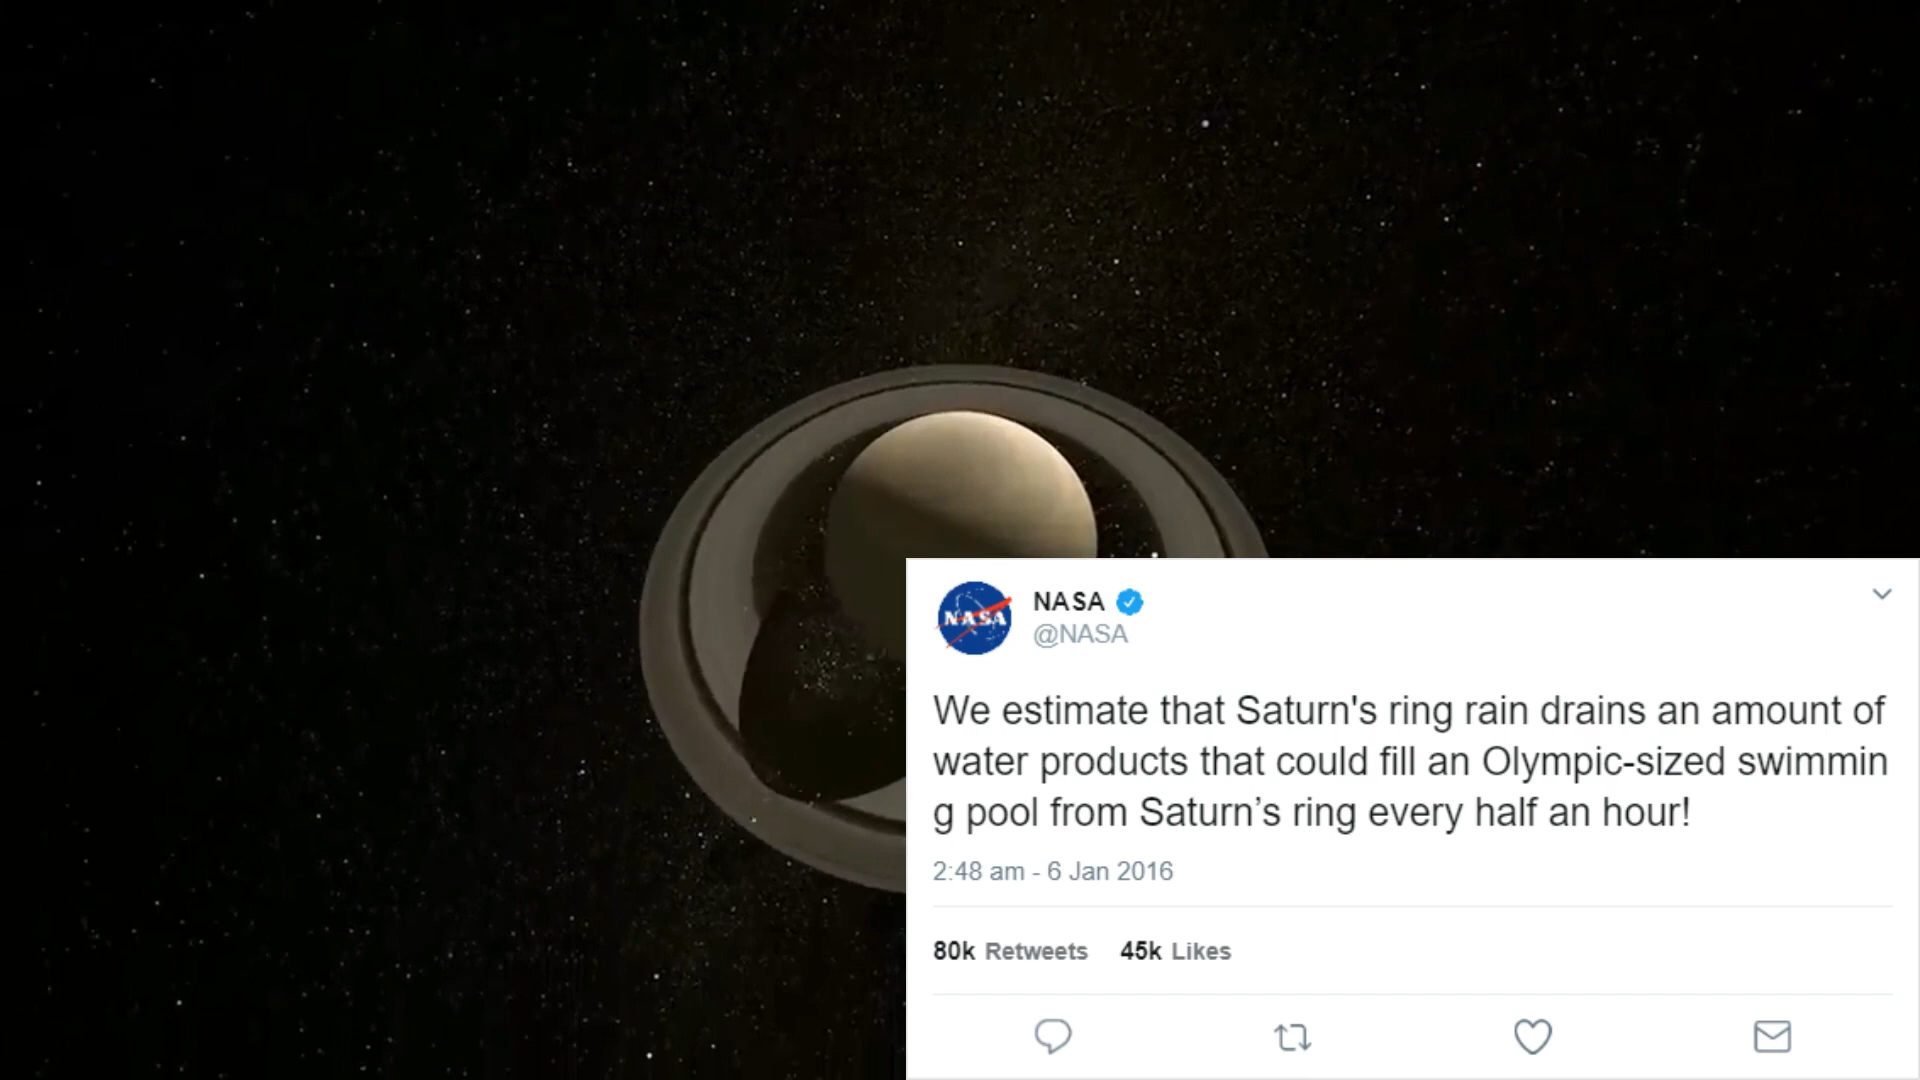 NASA
NASA
@NASA
We estimate that Saturn's ring rain drains an amount of
water products that could fill an Olympic-sized swimmin
g pool from Saturn’s ring every half an hour!
2:48 am - 6 Jan 2016
80k Retweets 45k Likes